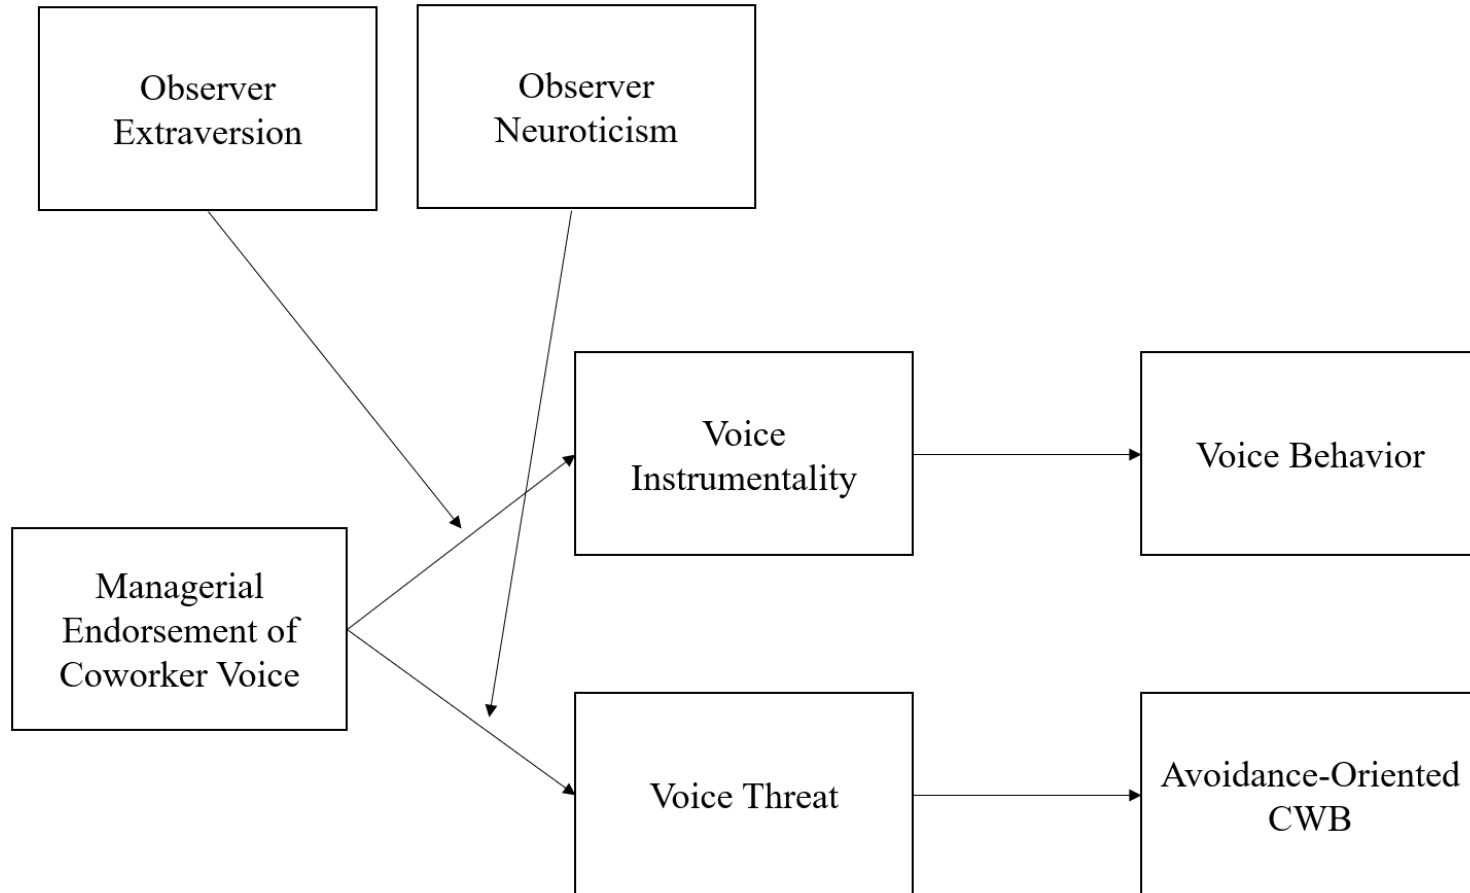 Observer
Extraversion
Observer
Neuroticism
Voice
Instrumentality
Voice Behavior
Managerial
Endorsement of
Coworker Voice
Voice Threat
Avoidance-Oriented
CWB